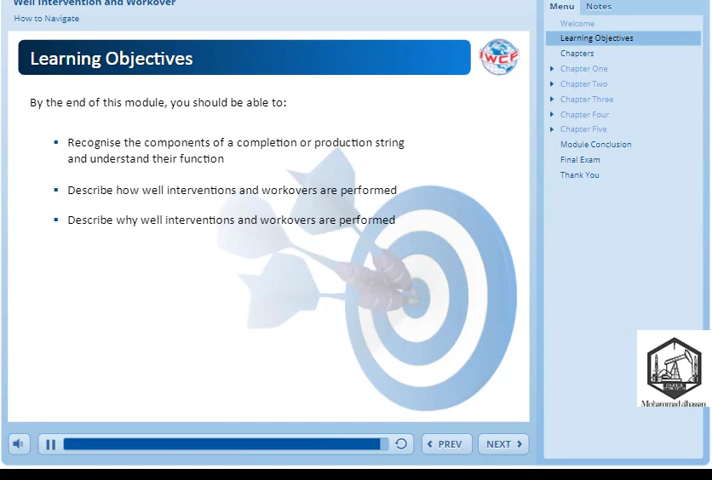 Well Intervention and Workover
How to Navigate
Learning Objectives
IWCF
By the end of this module, you should be able to:
Recognise the components of a completion or production string
and understand their function
Describe how well interventions and workovers are performed
Describe why well interventions and workovers are performed
PREV
NEXT
Menu
Notes
Welcome
Learning Objectives
Chapters
Chapter One
Chapter Two
Chapter Three
Chapter Four
Chapter Five
Module Conclusion
Final Exam
Thank You
Mohammad.alhasan